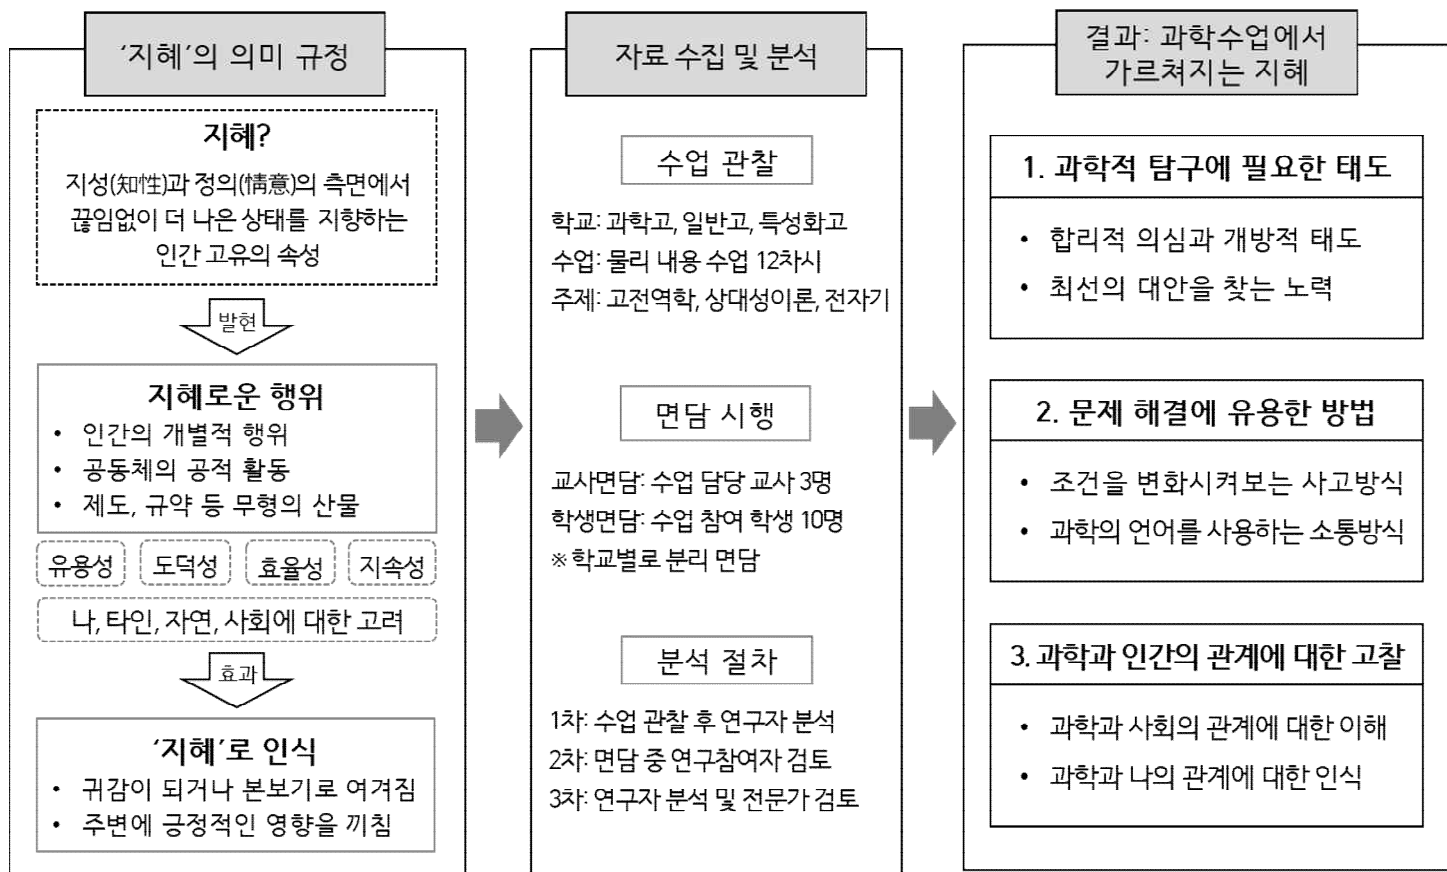 ‘지혜’의 의미 규정
지혜?
지성(知性)과 정의(情意)의 측면에서
끊임없이 더 나은 상태를 지향하는
인간 고유의 속성
발현
지혜로운 행위
• 인간의 개별적 행위
• 공동체의 공적 활동
• 제도, 규약 등 무형의 산물
유용성 도덕성 효율성 지속성
나, 타인, 자연, 사회에 대한 고려
효과
‘지혜’로 인식
• 귀감이 되거나 본보기로 여겨짐
• 주변에 긍정적인 영향을 끼침
자료 수집 및 분석
수업 관찰
학교: 과학고, 일반고, 특성화고
수업: 물리 내용 수업 12차시
주제: 고전역학, 상대성이론, 전자기
면담 시행
교사면담: 수업 담당 교사 3명
학생면담: 수업 참여 학생 10명
※ 학교별로 분리 면담
분석 절차
1차: 수업 관찰 후 연구자 분석
2차: 면담 중 연구참여자 검토
3차: 연구자 분석 및 전문가 검토
결과: 과학수업에서
가르쳐지는 지혜
1. 과학적 탐구에 필요한 태도
• 합리적 의심과 개방적 태도
• 최선의 대안을 찾는 노력
2. 문제 해결에 유용한 방법
• 조건을 변화시켜보는 사고방식
• 과학의 언어를 사용하는 소통방식
3. 과학과 인간의 관계에 대한 고찰
• 과학과 사회의 관계에 대한 이해
• 과학과 나의 관계에 대한 인식